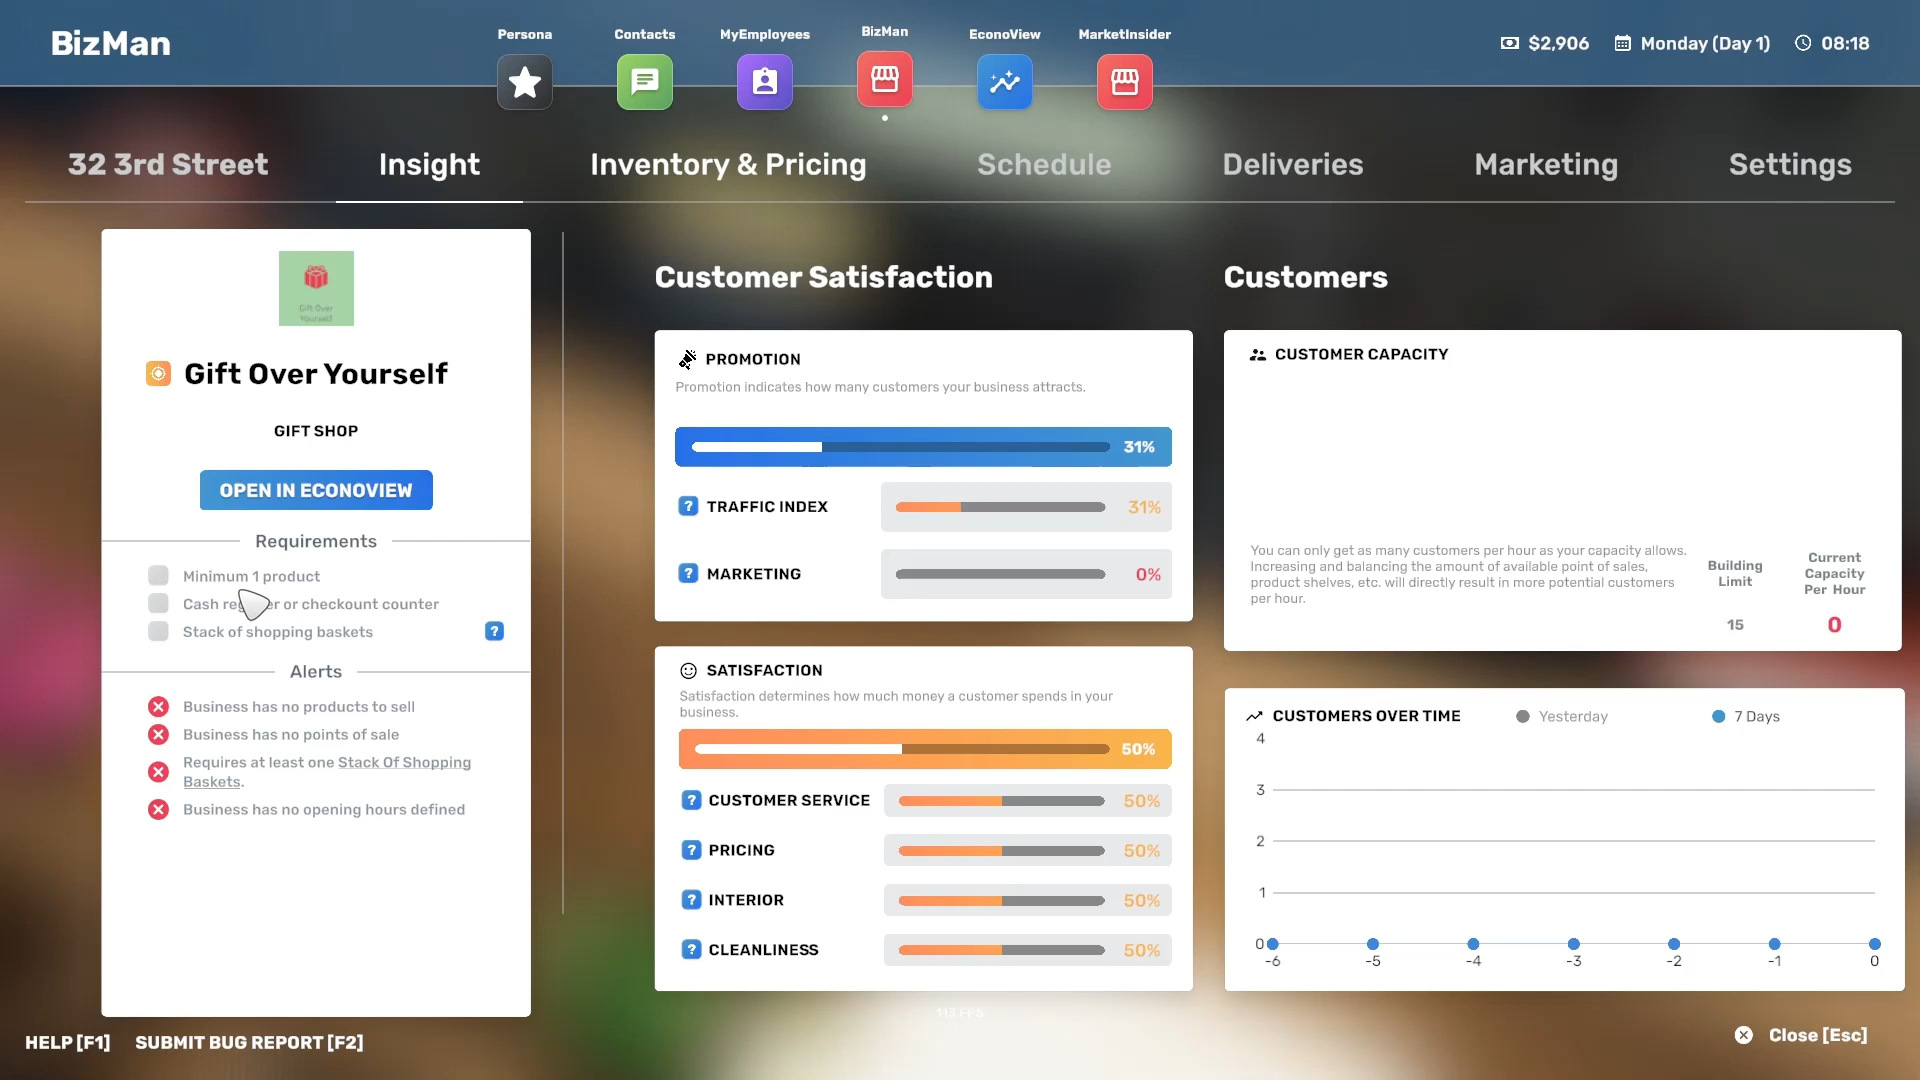 BizMan
Persona
Contacts
MyEmployees
BizMan
EconoView
MarketInsider
$2,906
Monday (Day 1)
08:18
32 3rd Street
Insight
Inventory & Pricing
Schedule
Deliveries
Marketing
Settings
Gift Over
Yourself
Gift Over Yourself
GIFT SHOP
OPEN IN ECONOVIEW
Requirements
Minimum 1 product
Cash reg er or checkount counter
Stack of shopping baskets
?
Alerts
Business has no products to sell
Business has no points of sale
Requires at least one Stack Of Shopping
Baskets.
Business has no opening hours defined
Customer Satisfaction
PROMOTION
Promotion indicates how many customers your business attracts.
31%
? TRAFFIC INDEX 31%
? MARKETING 0%
SATISFACTION
Satisfaction determines how much money a customer spends in your
business.
50%
? CUSTOMER SERVICE 50%
? PRICING 50%
? INTERIOR 50%
? CLEANLINESS 50%
Customers
CUSTOMER CAPACITY
You can only get as many customers per hour as your capacity allows.
Increasing and balancing the amount of available point of sales,
product shelves, etc. will directly result in more potential customers
per hour.
Building
Limit
15
Current
Capacity
Per Hour
0
CUSTOMERS OVER TIME
Yesterday
7 Days
4
3
2
1
0
-6 -5 -4 -3 -2 -1 0
113 FPS
HELP [F1]
SUBMIT BUG REPORT [F2]
Close [Esc]